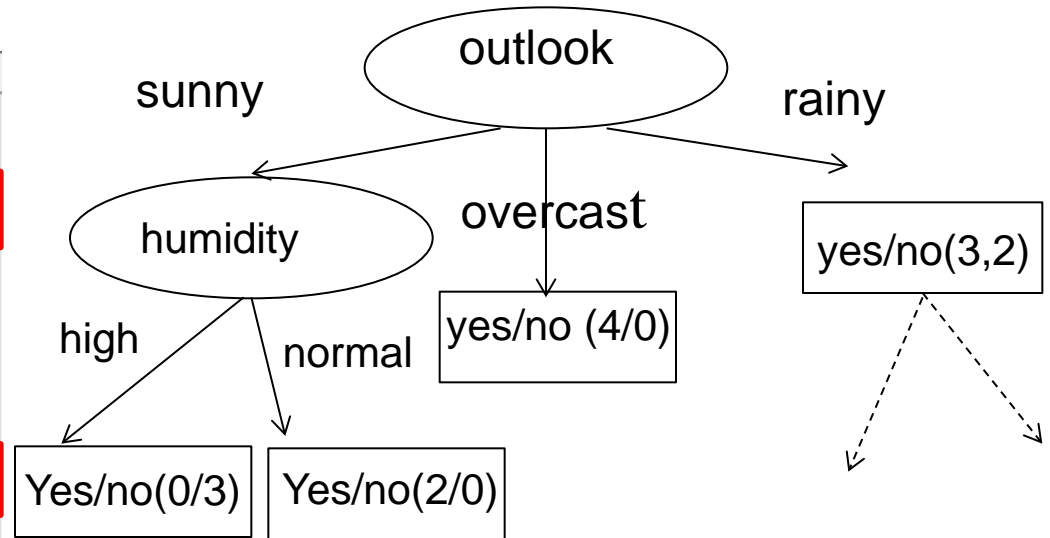 outlook
sunny
rainy
overcast
humidity
yes/no(3,2)
high
normal
yes/no (4/0)
Yes/no(0/3)
Yes/no(2/0)